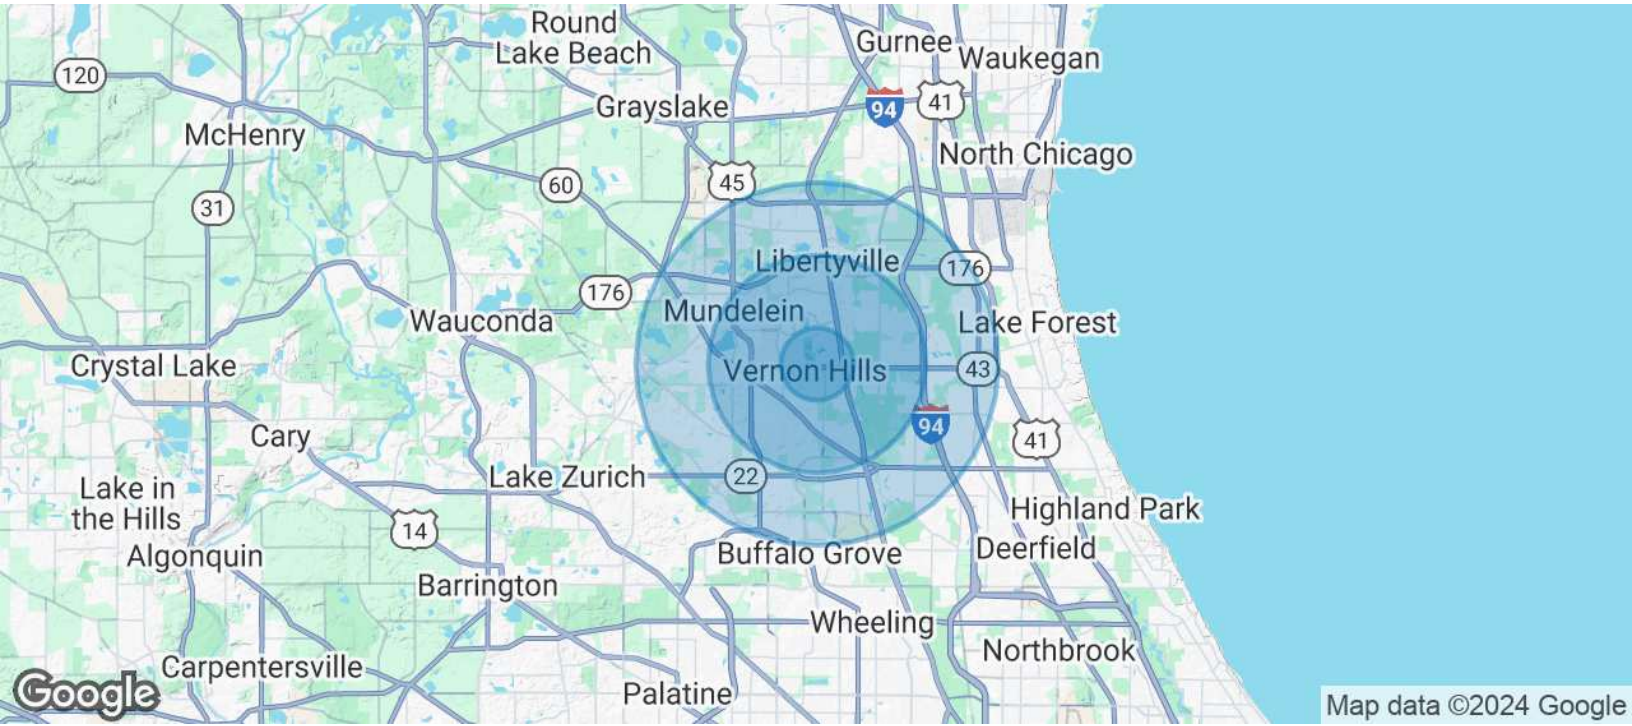 Round
Lake Beach
Gurnee
Waukegan
120
94
41
Grayslake
McHenry
North Chicago
45
60
31
Libertyville
176
176
Mundelein
Wauconda
Lake Forest
Crystal Lake
Vernon Hills
43
94
Cary
41
Lake Zurich
22
Lake in
the Hills
Highland Park
14
Algonquin
Buffalo Grove
Deerfield
Barrington
Wheeling
Northbrook
Carpentersville
Palatine
Google
Map data ©2024 Google